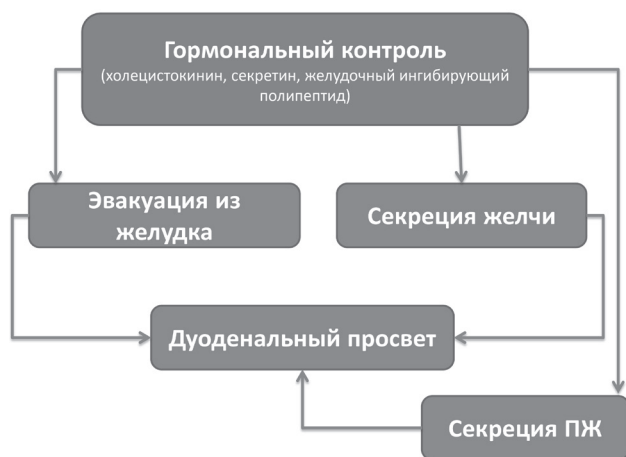 Гормональный контроль
(холецистокинин, секретин, желудочный ингибирующий
полипептид)
Эвакуация из
желудка
Секреция желчи
Дуоденальный просвет
Секреция ПЖ